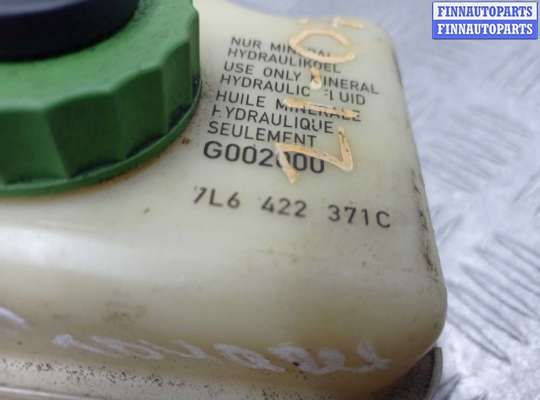 FINNAUTOPARTS
FINNAUTOPARTS
NUR MINERAL
HYDRAULIKOEL
USE ONLY MINERAL
HYDRAULIC FLUID
HUILE MINERALE
HYDRAULIQUE
SEULEMENT
G002000
7L6 422 371C